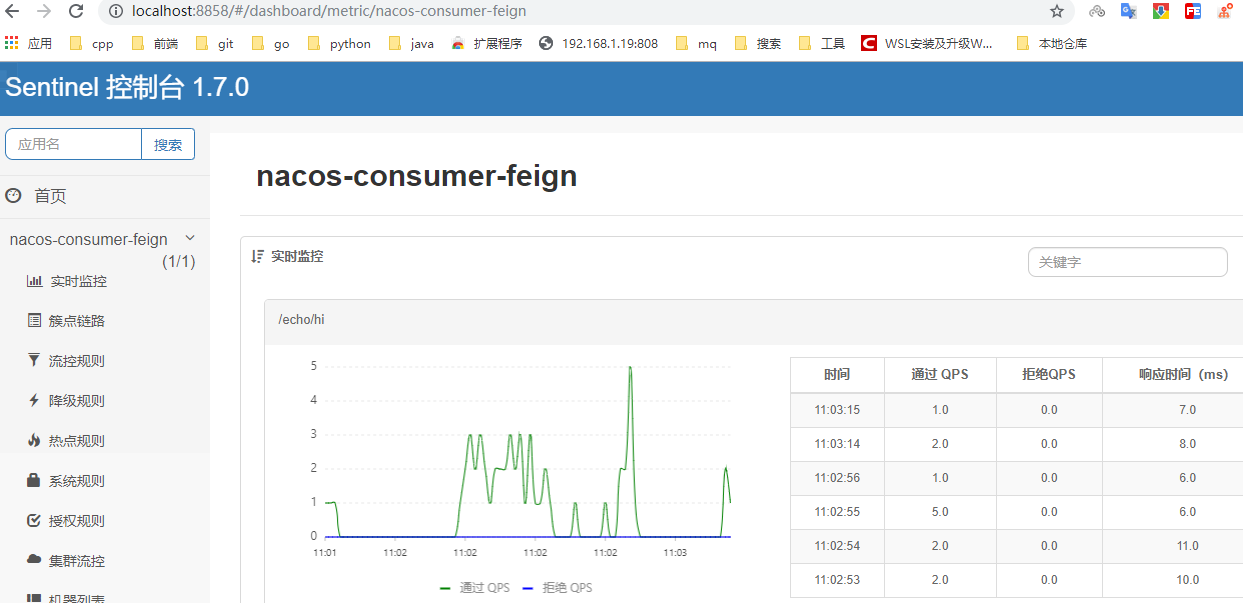 localhost:8858/#/dashboard/metric/nacos-consumer-feign
应用 cpp 前端 git go python java 扩展程序 192.168.1.19:808 mq 搜索 工具 WSL安装及升级W... 本地仓库
Sentinel 控制台 1.7.0
应用名 搜索
首页
nacos-consumer-feign
(1/1)
实时监控
簇点链路
流控规则
降级规则
热点规则
系统规则
授权规则
集群流控
机器列表
nacos-consumer-feign
实时监控 关键字
/echo/hi
5
4
3
2
1
0
11:01 11:02 11:02 11:02 11:02 11:03
通过 QPS 拒绝 QPS
时间 通过 QPS 拒绝QPS 响应时间（ms)
11:03:15 1.0 0.0 7.0
11:03:14 2.0 0.0 8.0
11:02:56 1.0 0.0 6.0
11:02:55 5.0 0.0 6.0
11:02:54 2.0 0.0 11.0
11:02:53 2.0 0.0 10.0